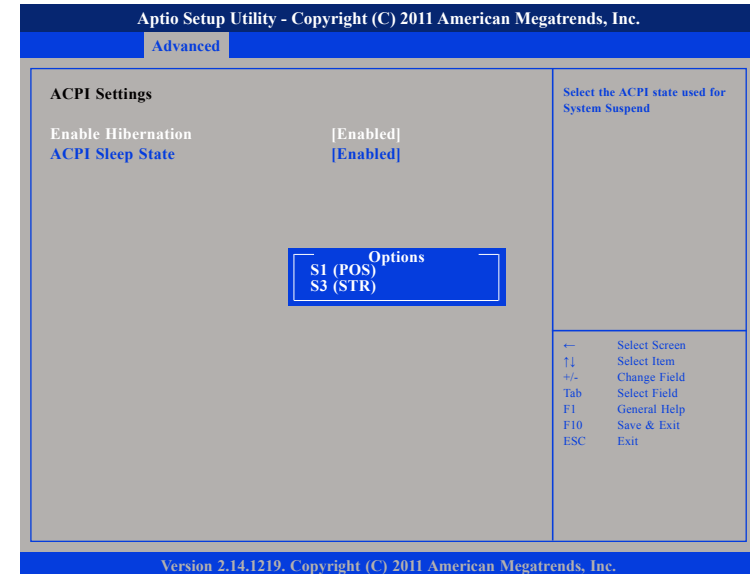 Aptio Setup Utility - Copyright (C) 2011 American Megatrends, Inc.
Advanced
ACPI Settings
Enable Hibernation [Enabled]
ACPI Sleep State [Enabled]
Options
S1 (POS)
S3 (STR)
Select the ACPI state used for
System Suspend
← Select Screen
↑↓ Select Item
+/- Change Field
Tab Select Field
F1 General Help
F10 Save & Exit
ESC Exit
Version 2.14.1219. Copyright (C) 2011 American Megatrends, Inc.